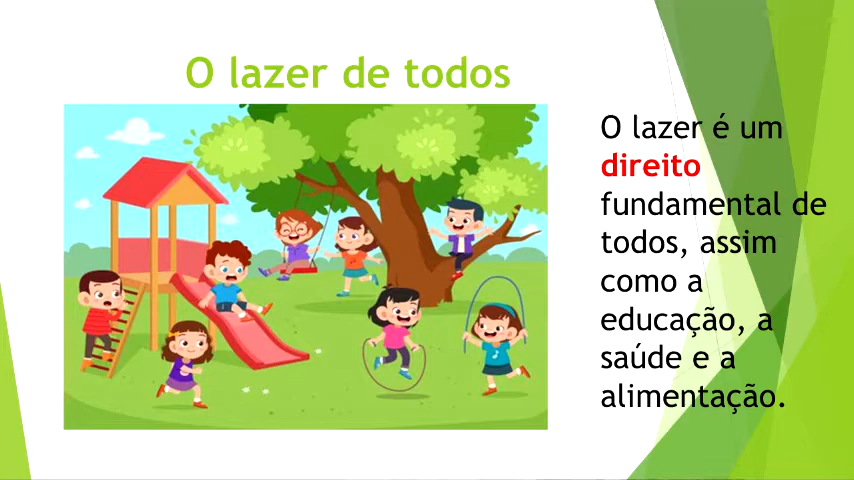 O lazer de todos
O lazer é um
direito
fundamental de
todos, assim
como a
educação, a
saúde e a
alimentação.